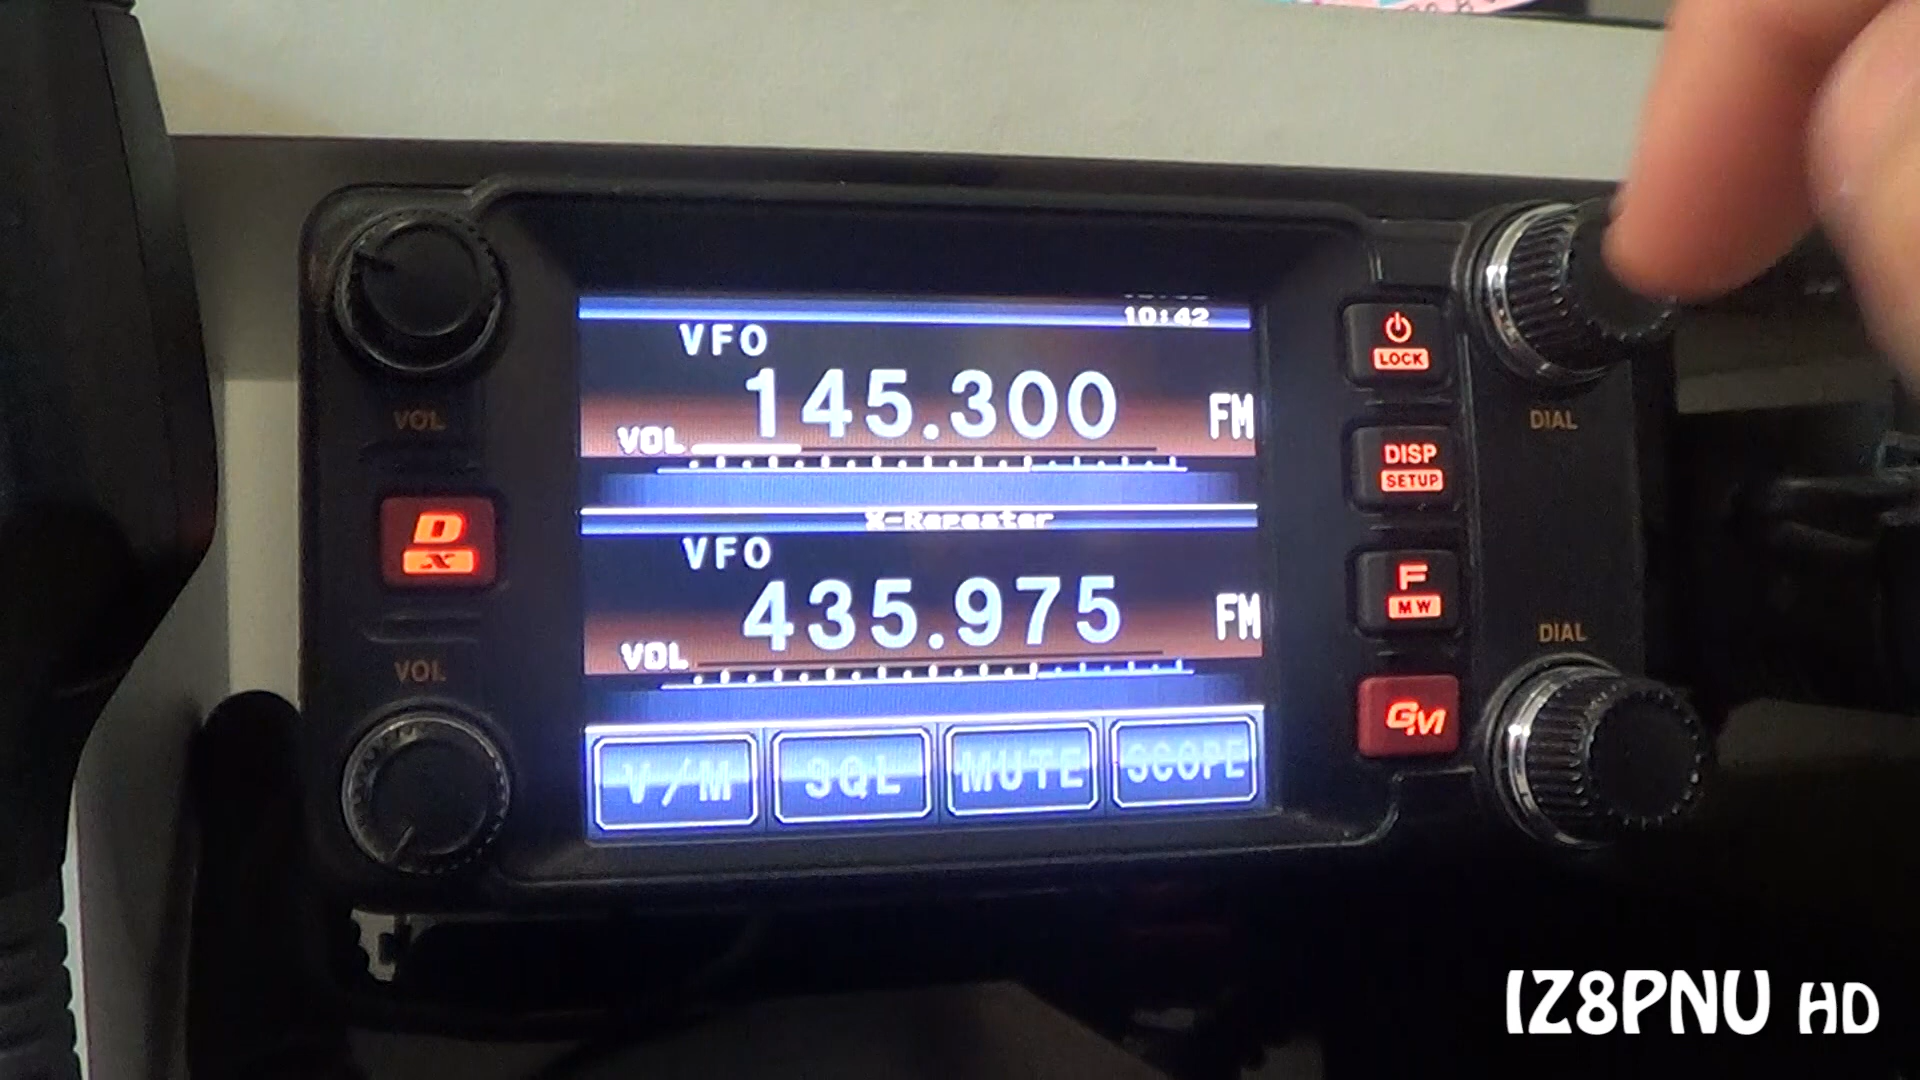 10:42
VFO
145.300 FM
VOL
X-Repeater
VFO
435.975 FM
VOL
V/M SQL MUTE SCOPE
VOL
D
X
VOL
LOCK
DISP
SETUP
F
MW
GM
DIAL
DIAL
IZ8PNU HD